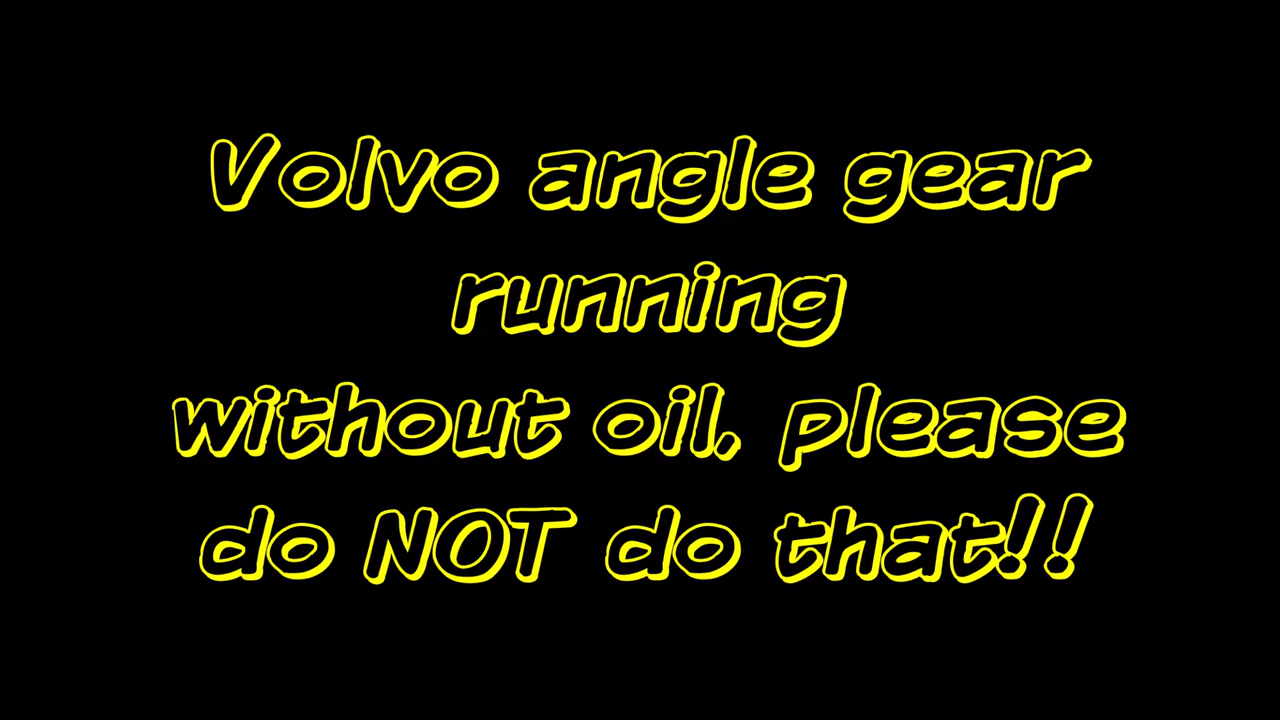 Volvo angle gear
running
without oil, please
do NOT do that!!